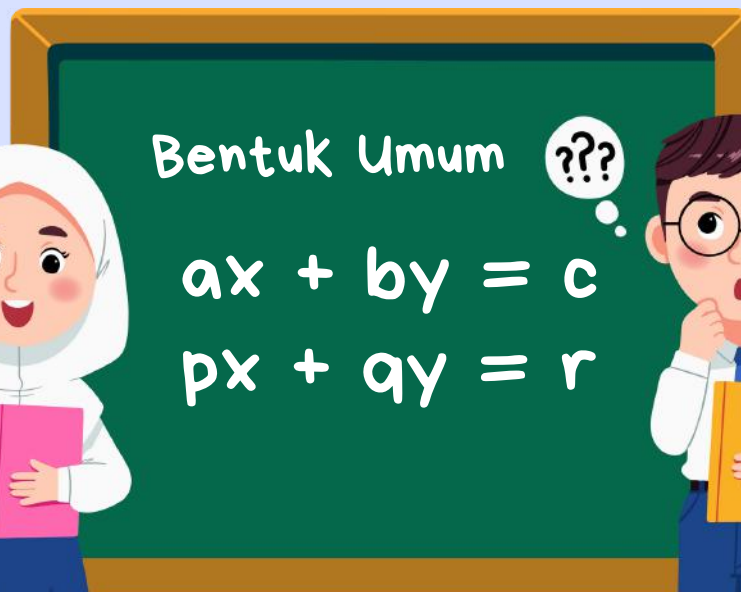 Bentuk Umum
???
ax + by = c
px + qy = r